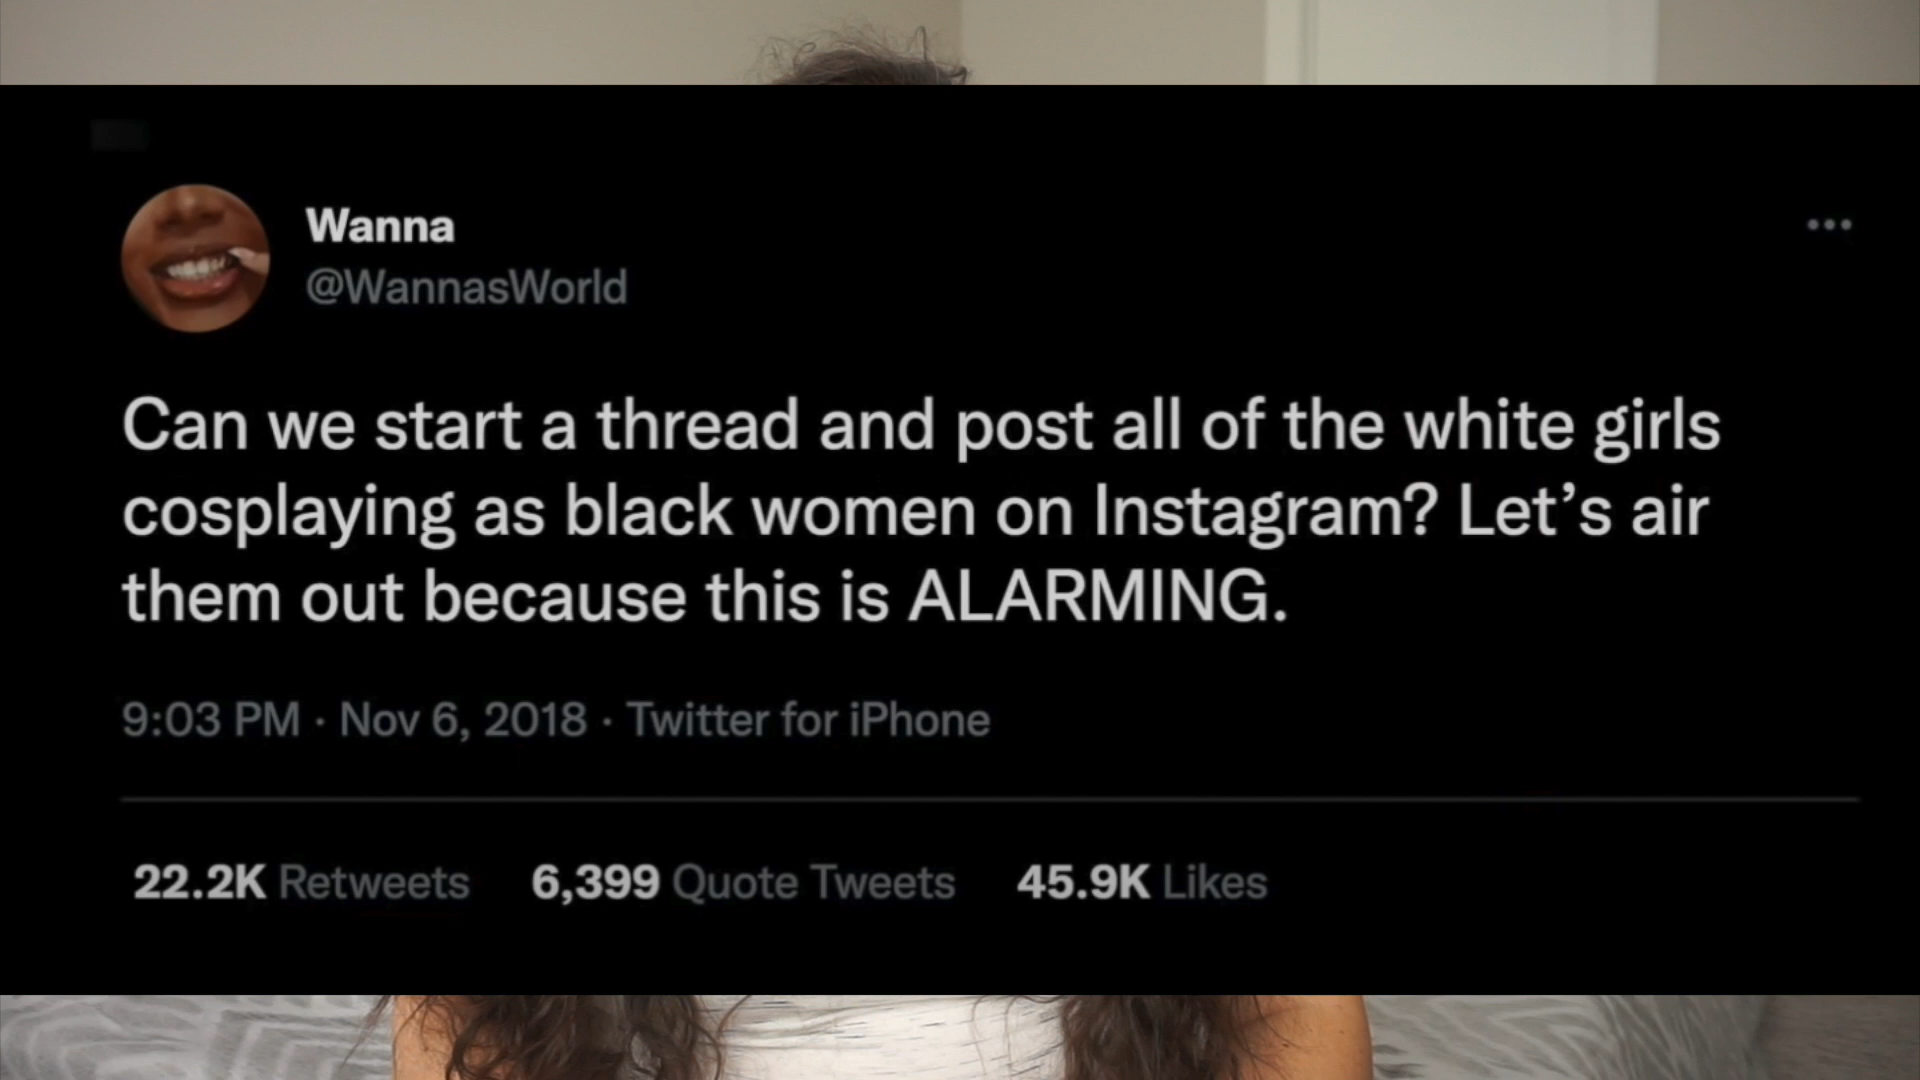 Wanna
@WannasWorld
Can we start a thread and post all of the white girls
cosplaying as black women on Instagram? Let’s air
them out because this is ALARMING.
9:03 PM · Nov 6, 2018 · Twitter for iPhone
22.2K Retweets 6,399 Quote Tweets 45.9K Likes